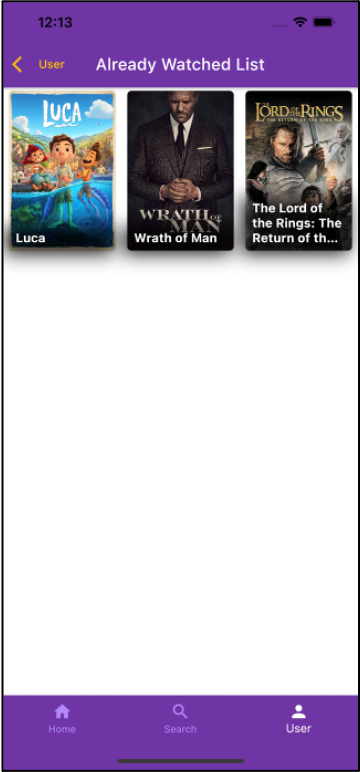 12:13
User
Already Watched List
LUCA
Luca
WRATH OF
MAN
Wrath of Man
THE
LORD OF THE RINGS
THE RETURN OF THE KING
The Lord of
the Rings: The
Return of th...
Home
Search
User